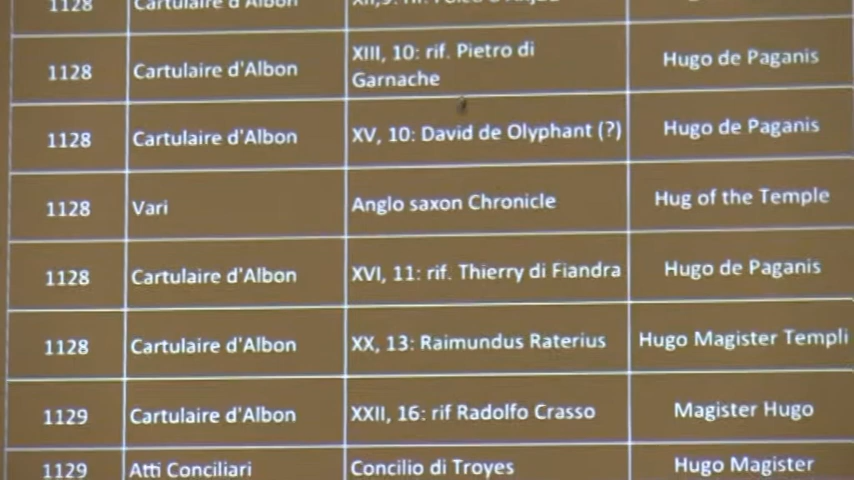 1128 Cartulaire d'Albon
1128 Cartulaire d'Albon XIII, 10: rif. Pietro di Hugo de Paganis
Garnache
1128 Cartulaire d'Albon XV, 10: David de Olyphant (?) Hugo de Paganis
1128 Vari Anglo saxon Chronicle Hug of the Temple
1128 Cartulaire d'Albon XVI, 11: rif. Thierry di Fiandra Hugo de Paganis
1128 Cartulaire d'Albon XX, 13: Raimundus Raterius Hugo Magister Templi
1129 Cartulaire d'Albon XXII, 16: rif Radolfo Crasso Magister Hugo
1129 Atti Conciliari Concilio di Troyes Hugo Magister